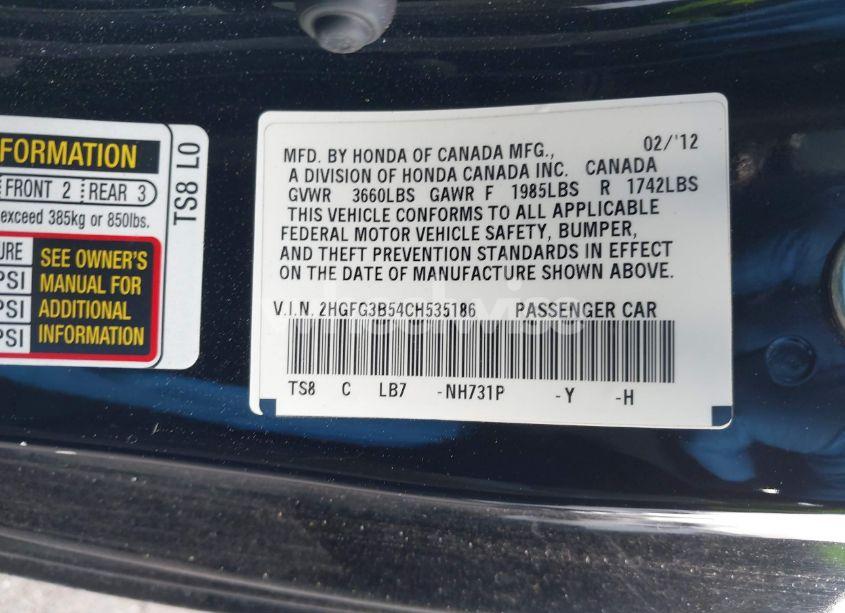 FORMATION
FRONT 2 REAR 3
exceed 385kg or 850lbs.
URE
PSI
PSI
PSI
SEE OWNER'S
MANUAL FOR
ADDITIONAL
INFORMATION
TS8 L0
MFD. BY HONDA OF CANADA MFG., 02/'12
A DIVISION OF HONDA CANADA INC. CANADA
GVWR 3660LBS GAWR F 1985LBS R 1742LBS
THIS VEHICLE CONFORMS TO ALL APPLICABLE
FEDERAL MOTOR VEHICLE SAFETY, BUMPER,
AND THEFT PREVENTION STANDARDS IN EFFECT
ON THE DATE OF MANUFACTURE SHOWN ABOVE.
V.I.N. 2HGFG3B54CH535186 PASSENGER CAR
TS8 C LB7 -NH731P -Y -H